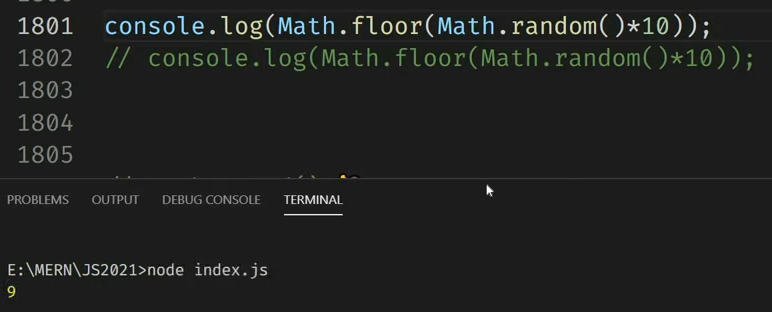 1801 console.log(Math.floor(Math.random()*10));
1802 // console.log(Math.floor(Math.random()*10));
1803
1804
1805
PROBLEMS OUTPUT DEBUG CONSOLE TERMINAL
E:\MERN\JS2021>node index.js
9